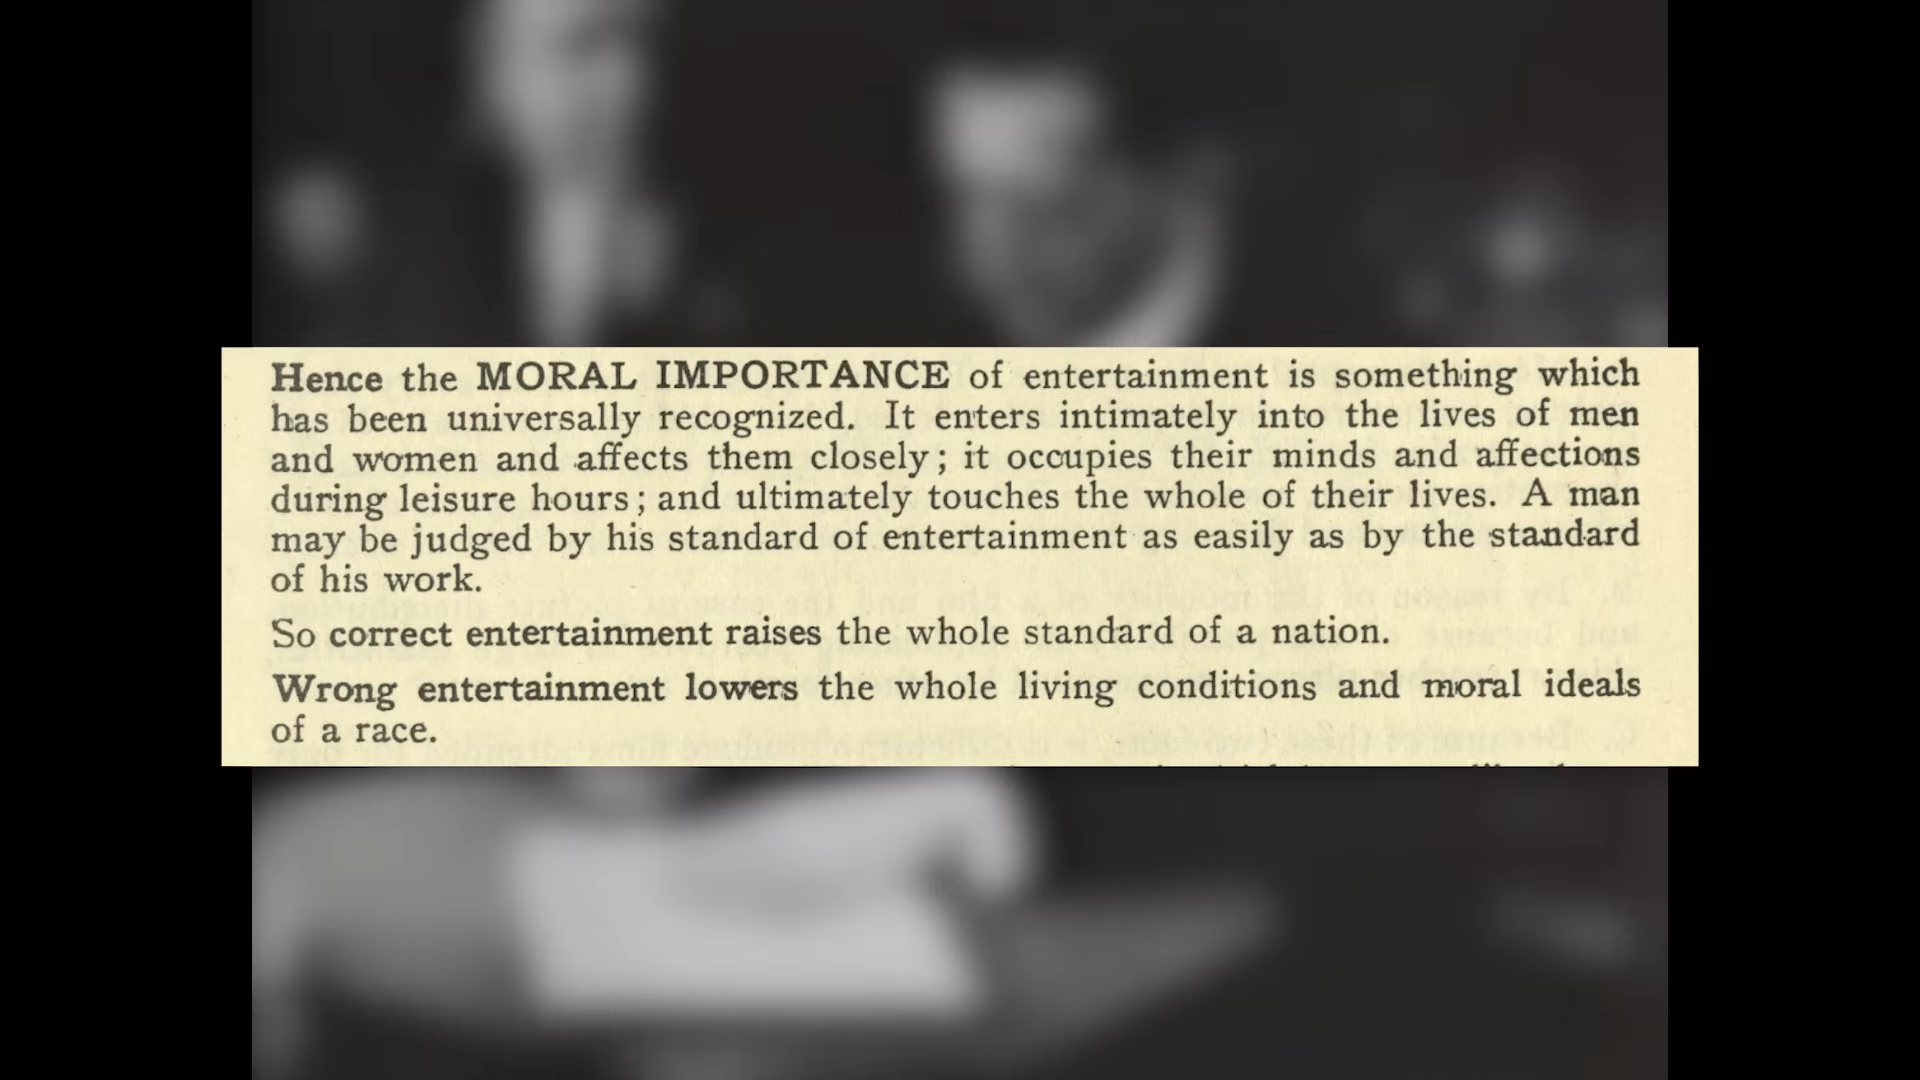 Hence the MORAL IMPORTANCE of entertainment is something which
has been universally recognized. It enters intimately into the lives of men
and women and affects them closely; it occupies their minds and affections
during leisure hours; and ultimately touches the whole of their lives. A man
may be judged by his standard of entertainment as easily as by the standard
of his work.
So correct entertainment raises the whole standard of a nation.
Wrong entertainment lowers the whole living conditions and moral ideals
of a race.